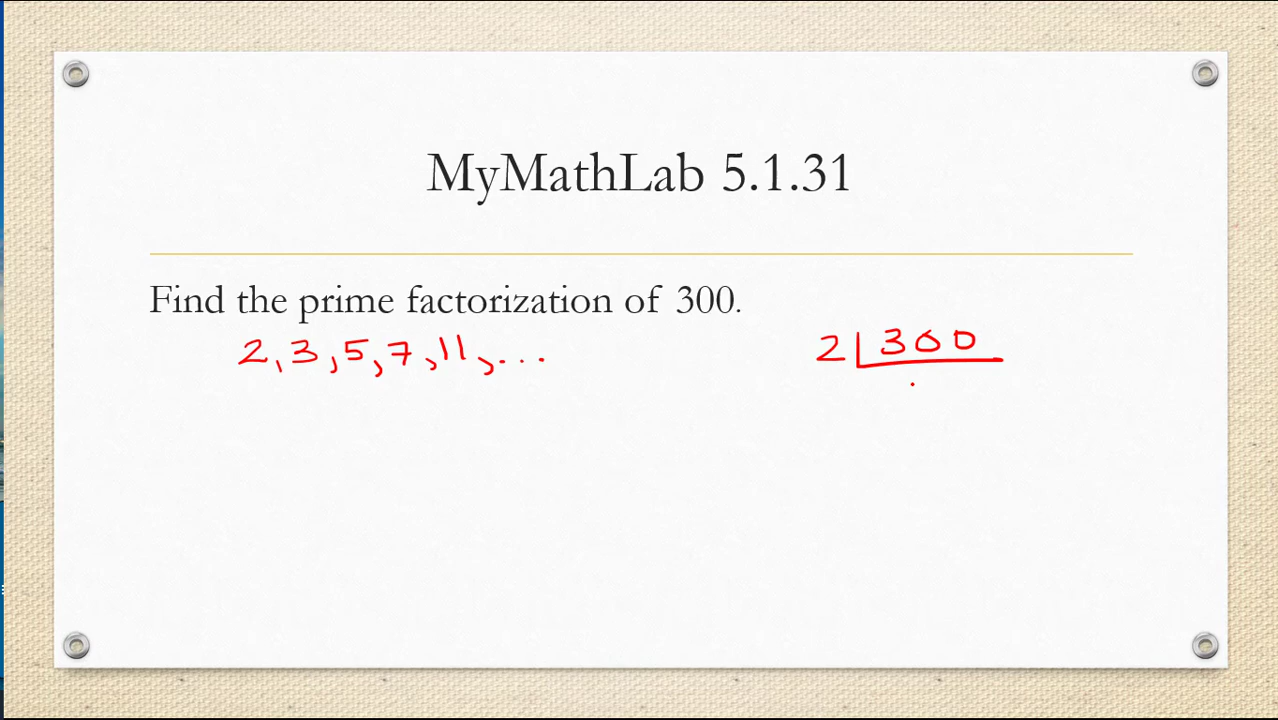 MyMathLab 5.1.31
Find the prime factorization of 300.
2, 3, 5, 7, 11, ...
2 300